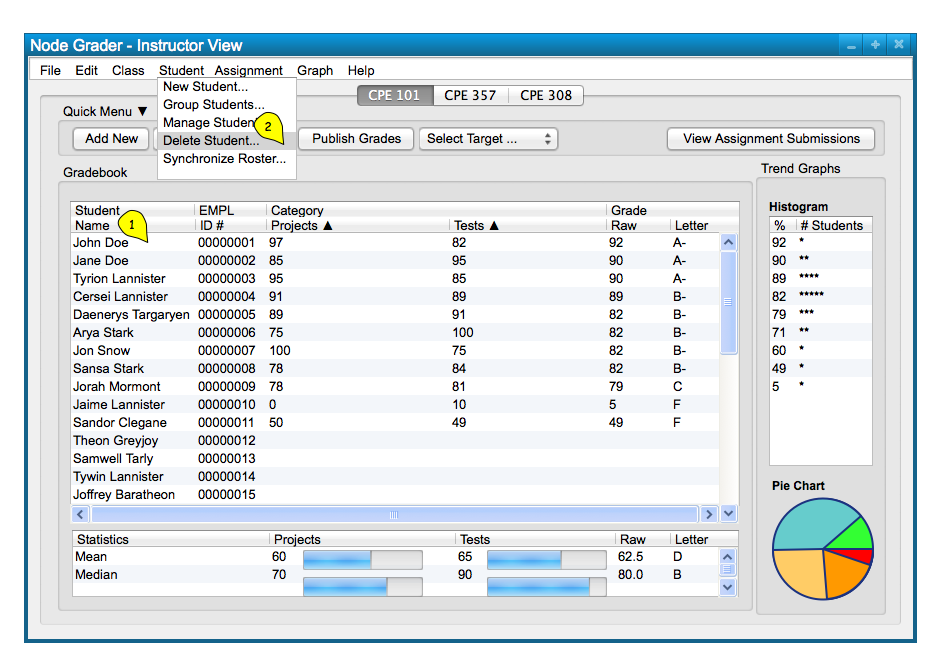 Node Grader - Instructor View
File Edit Class Student Assignment Graph Help
New Student...
Group Students...
Manage Studen
Delete Student...
Synchronize Roster...
2
CPE 101 CPE 357 CPE 308
Quick Menu ▼
Add New Publish Grades Select Target ... View Assignment Submissions
Gradebook
Student EMPL Category Grade
Name ID # Projects ▲ Tests ▲ Raw Letter
1
John Doe 00000001 97 82 92 A-
Jane Doe 00000002 85 95 90 A-
Tyrion Lannister 00000003 95 85 90 A-
Cersei Lannister 00000004 91 89 89 B-
Daenerys Targaryen 00000005 89 91 82 B-
Arya Stark 00000006 75 100 82 B-
Jon Snow 00000007 100 75 82 B-
Sansa Stark 00000008 78 84 82 B-
Jorah Mormont 00000009 78 81 79 C
Jaime Lannister 00000010 0 10 5 F
Sandor Clegane 00000011 50 49 49 F
Theon Greyjoy 00000012
Samwell Tarly 00000013
Tywin Lannister 00000014
Joffrey Baratheon 00000015
Statistics Projects Tests Raw Letter
Mean 60 65 62.5 D
Median 70 90 80.0 B
Trend Graphs
Histogram
% # Students
92 *
90 **
89 ****
82 *****
79 ***
71 **
60 *
49 *
5 *
Pie Chart